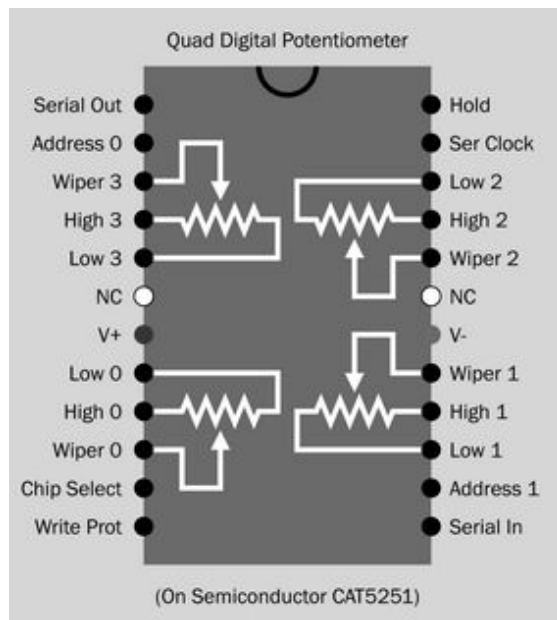 Quad Digital Potentiometer
Serial Out
Address 0
Wiper 3
High 3
Low 3
NC
V+
Low 0
High 0
Wiper 0
Chip Select
Write Prot
Hold
Ser Clock
Low 2
High 2
Wiper 2
NC
V-
Wiper 1
High 1
Low 1
Address 1
Serial In
(On Semiconductor CAT5251)